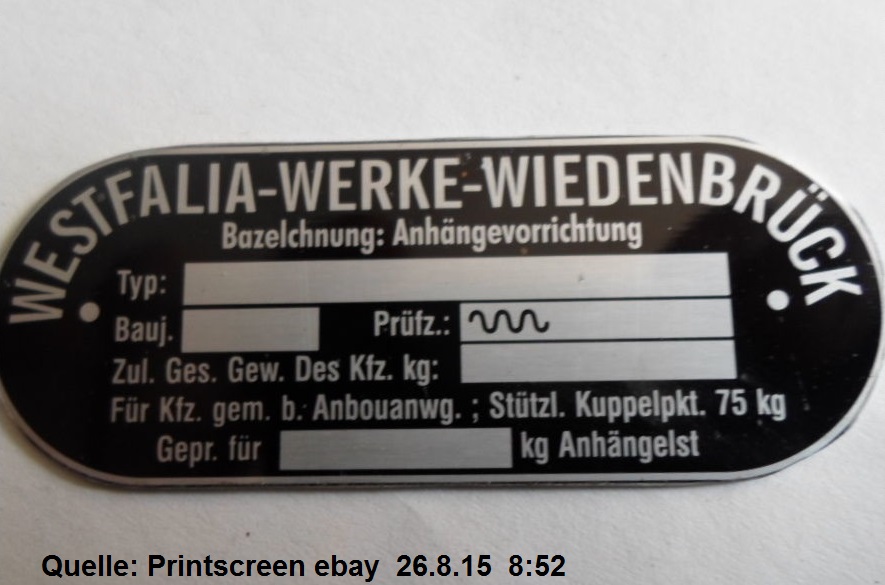 WESTFALIA-WERKE-WIEDENBRÜCK
Bazelchnung: Anhängevorrichtung
Typ:
Bauj. Prüfz.:
Zul. Ges. Gew. Des Kfz. kg:
Für Kfz. gem. b. Anbouanwg. ; Stützl. Kuppelpkt. 75 kg
Gepr. für kg Anhängelst
Quelle: Printscreen ebay 26.8.15 8:52